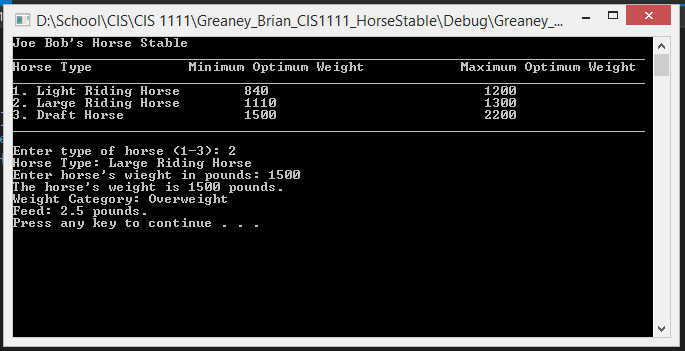 D:\School\CIS\CIS 1111\Greaney_Brian_CIS1111_HorseStable\Debug\Greaney_...
Joe Bob's Horse Stable
Horse Type Minimum Optimum Weight Maximum Optimum Weight
1. Light Riding Horse 840 1200
2. Large Riding Horse 1110 1300
3. Draft Horse 1500 2200
Enter type of horse (1-3): 2
Horse Type: Large Riding Horse
Enter horse's wieght in pounds: 1500
The horse's weight is 1500 pounds.
Weight Category: Overweight
Feed: 2.5 pounds.
Press any key to continue . . .